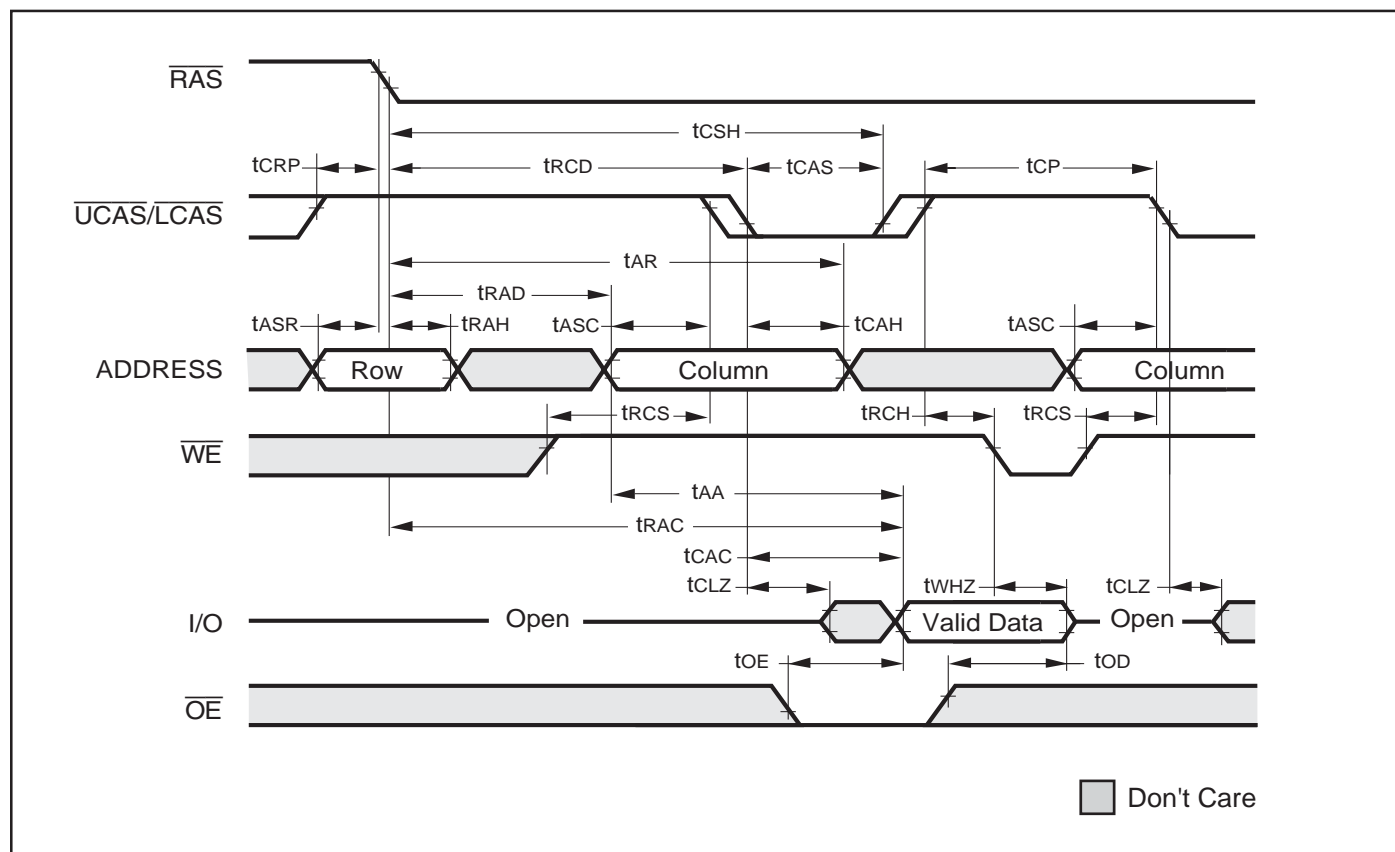 RAS
tCSH
tCRP tRCD tCAS tCP
UCAS/LCAS
tAR
tRAD
tASR tRAH tASC tCAH tASC
ADDRESS Row Column Column
tRCS tRCH tRCS
WE
tAA
tRAC
tCAC
tCLZ tWHZ tCLZ
I/O Open Valid Data Open
tOE tOD
OE
Don't Care